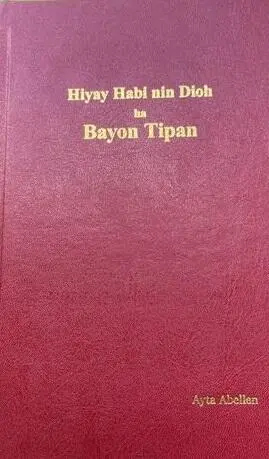 Hiyay Habi nin Dioh
ha
Bayon Tipan
Ayta Abellen